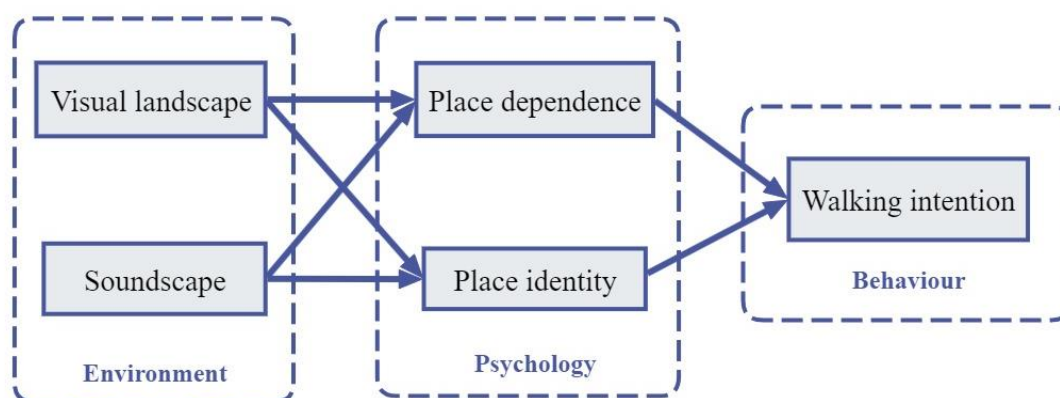 Visual landscape
Soundscape
Environment
Place dependence
Place identity
Psychology
Walking intention
Behaviour